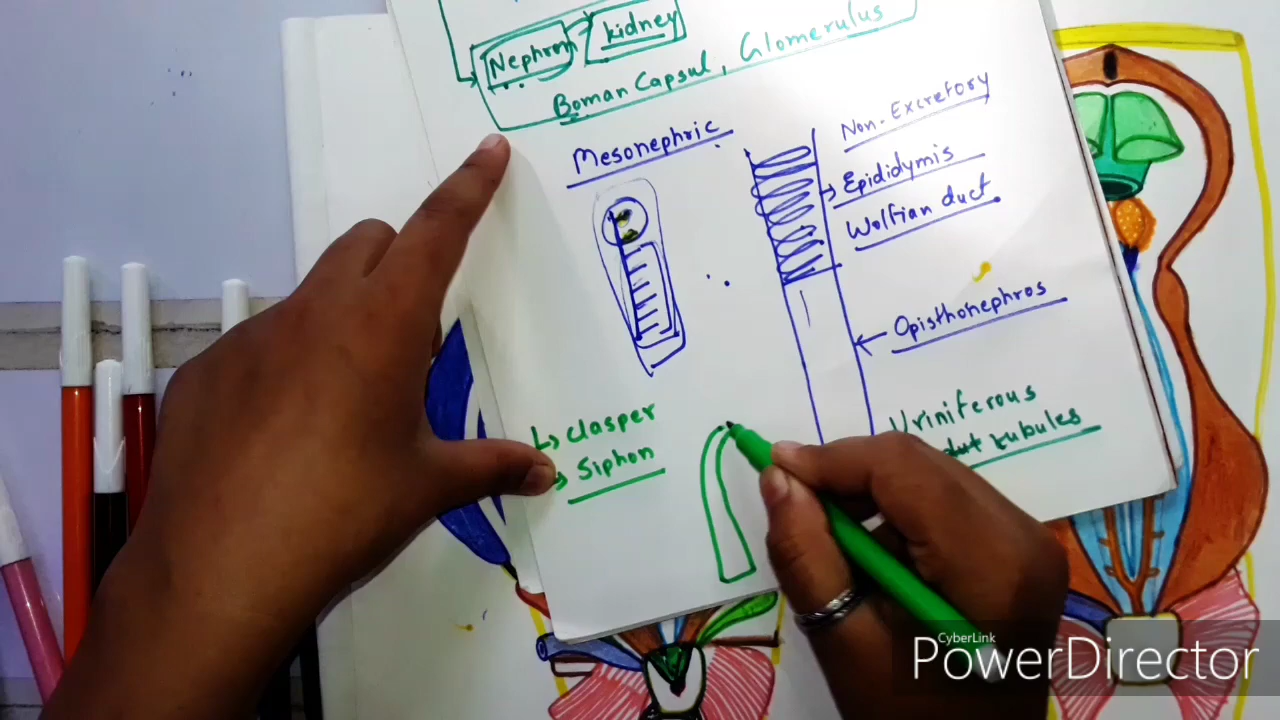 Nephron kidney
Boman Capsul, Glomerulus
Mesonephric
Non-Excretory
Epididymis
Wolfian duct
Opisthonephros
Uriniferous
tubules
clasper
Siphon
CyberLink
PowerDirector